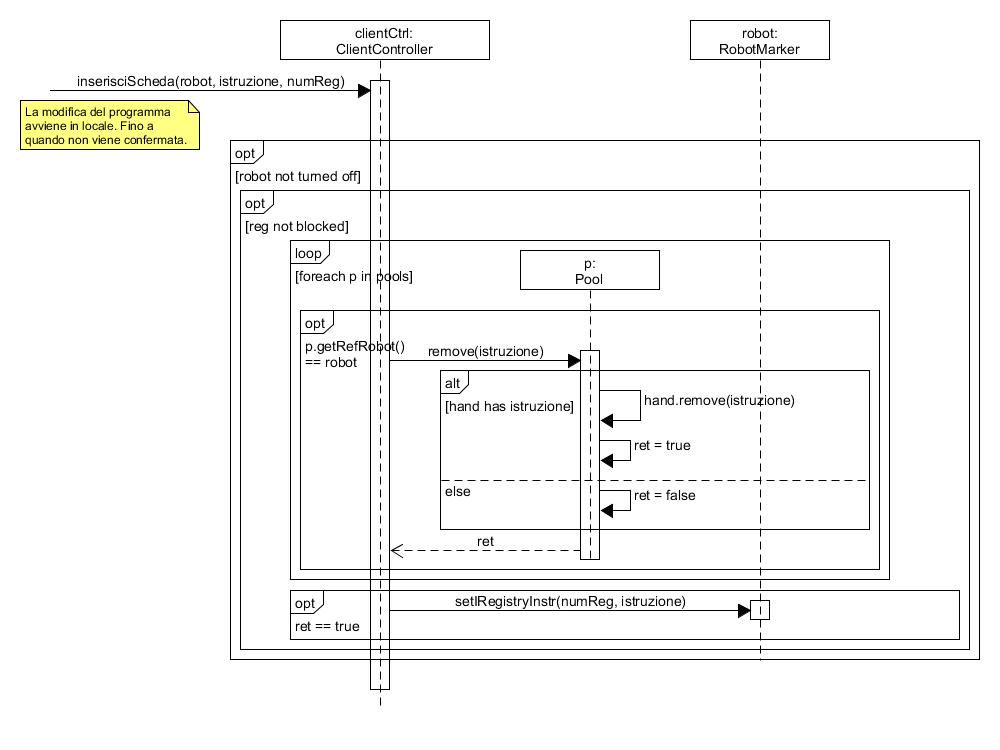 clientCtrl:
ClientController
robot:
RobotMarker
inserisciScheda(robot, istruzione, numReg)
La modifica del programma
avviene in locale. Fino a
quando non viene confermata.
opt
[robot not turned off]
opt
[reg not blocked]
loop
[foreach p in pools]
p:
Pool
opt
p.getRefRobot()
== robot
remove(istruzione)
alt
[hand has istruzione]
hand.remove(istruzione)
ret = true
else
ret = false
ret
opt
ret == true
setIRegistryInstr(numReg, istruzione)